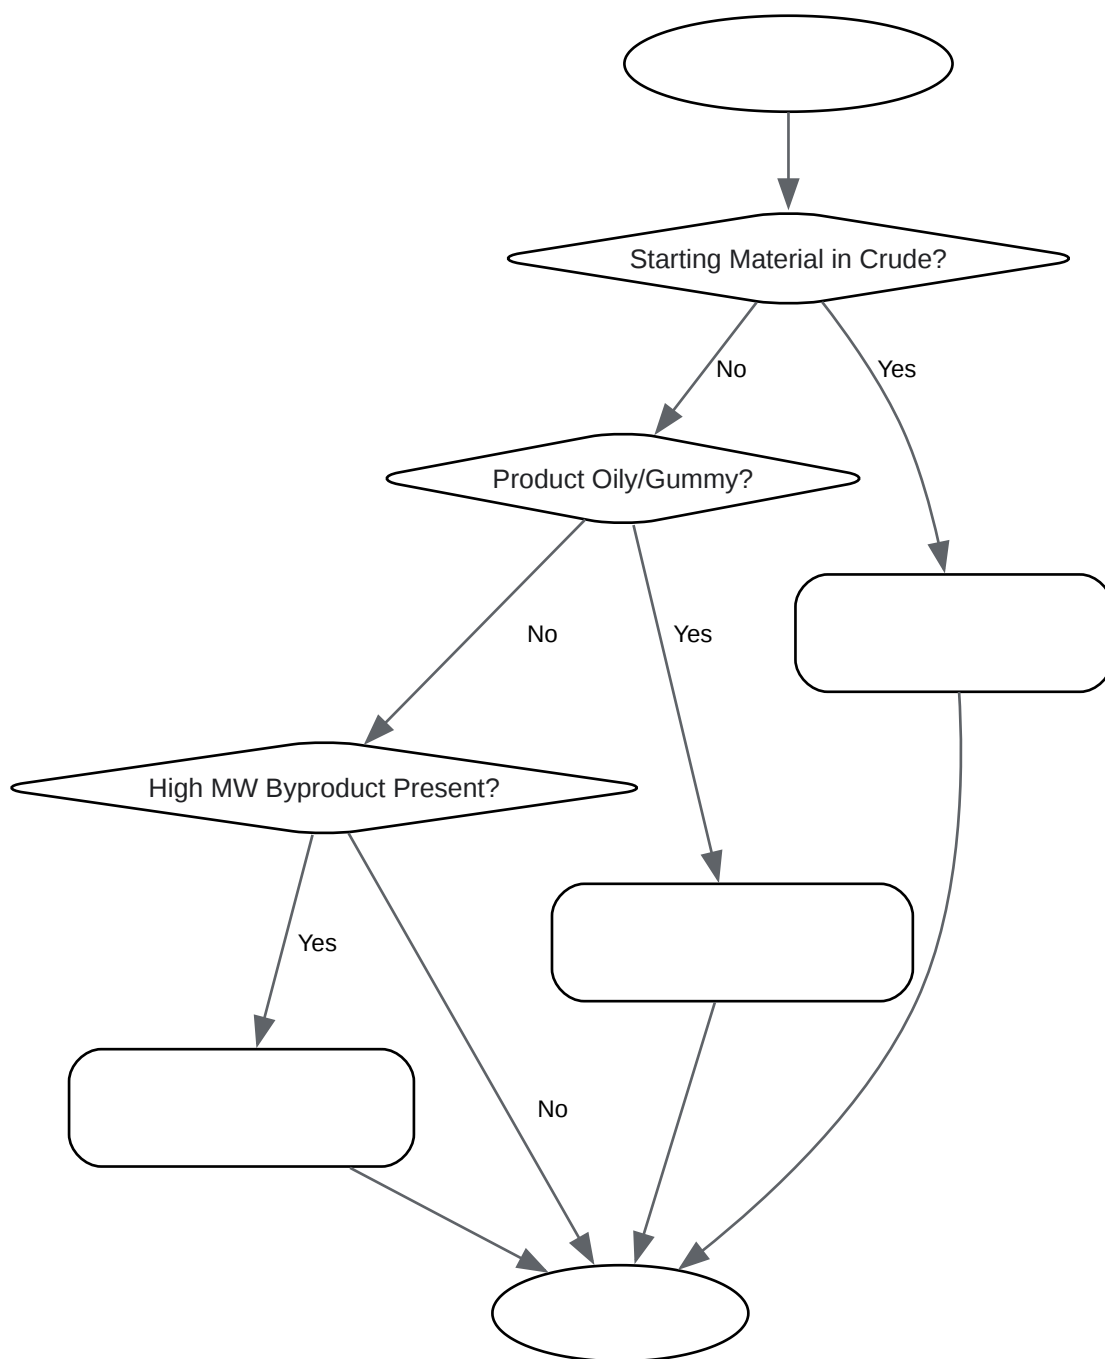 Starting Material in Crude?
No
Yes
Product Oily/Gummy?
No
Yes
High MW Byproduct Present?
Yes
No